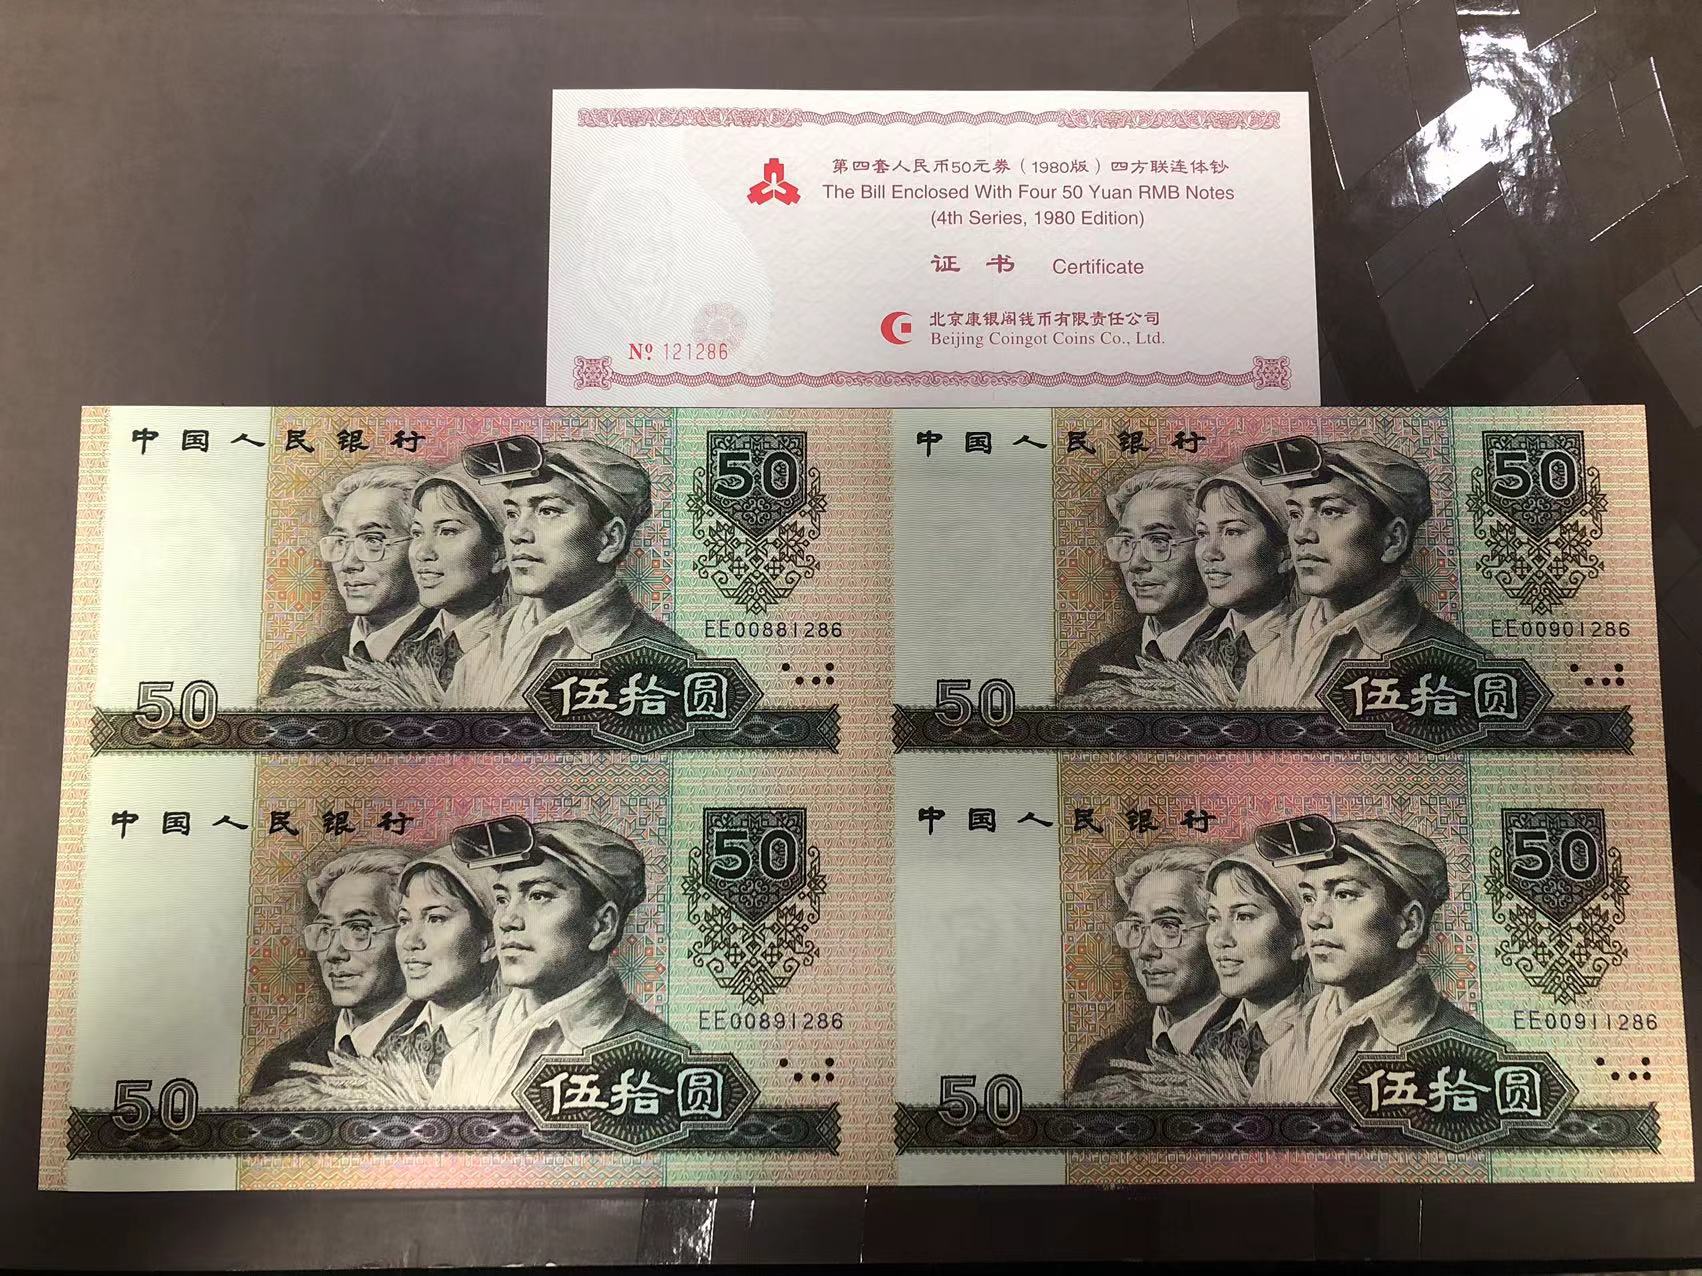 第四套人民币50元券（1980版）四方联连体钞
The Bill Enclosed With Four 50 Yuan RMB Notes
(4th Series, 1980 Edition)
证书 Certificate
北京康银阁钱币有限责任公司
Beijing Coingot Coins Co., Ltd.
Nº 121286
中国人民银行
50
EE00881286
50
伍拾圆
中国人民银行
50
EE00901286
50
伍拾圆
中国人民银行
50
EE00891286
50
伍拾圆
中国人民银行
50
EE00911286
50
伍拾圆